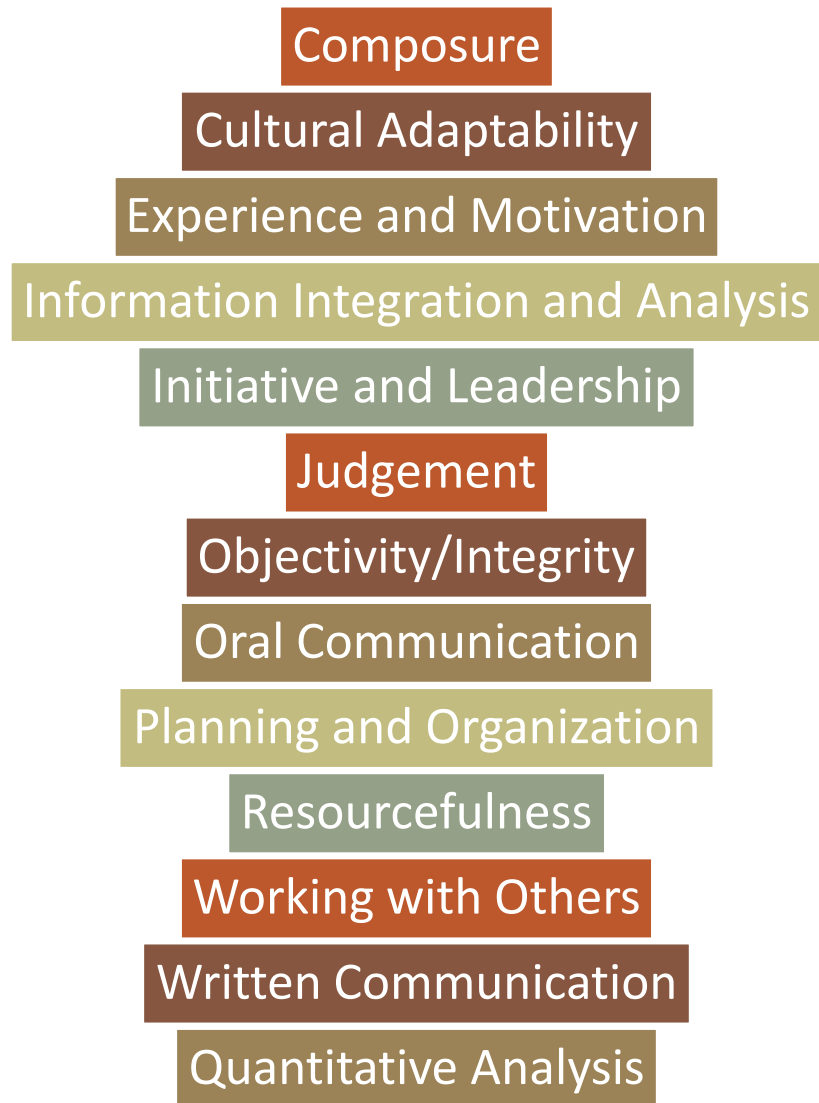 Composure
Cultural Adaptability
Experience and Motivation
Information Integration and Analysis
Initiative and Leadership
Judgement
Objectivity/Integrity
Oral Communication
Planning and Organization
Resourcefulness
Working with Others
Written Communication
Quantitative Analysis